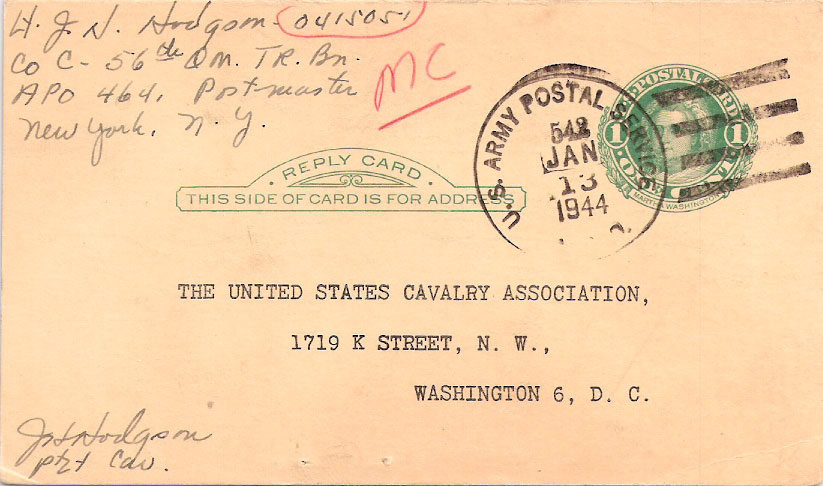 H. J. N. Hodgson 0415051
Co C - 56th QM. TR. Bn.
APO 464, Postmaster
New York, N. Y.
MC
U.S. ARMY POSTAL SERVICE
542
JAN
13
1944
POSTAL CARD
1 1
MARTHA WASHINGTON
REPLY CARD
THIS SIDE OF CARD IS FOR ADDRESS
THE UNITED STATES CAVALRY ASSOCIATION,
1719 K STREET, N. W.,
WASHINGTON 6, D. C.
Hodgson
Cav.